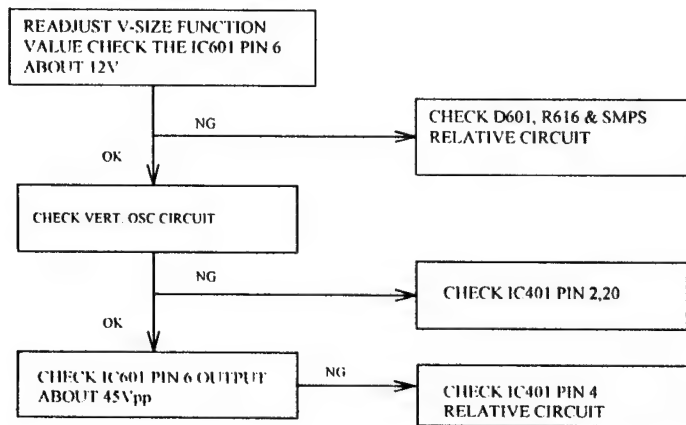 READJUST V-SIZE FUNCTION
VALUE CHECK THE IC601 PIN 6
ABOUT 12V
NG
CHECK D601, R616 & SMPS
RELATIVE CIRCUIT
OK
CHECK VERT. OSC CIRCUIT
NG
CHECK IC401 PIN 2,20
OK
CHECK IC601 PIN 6 OUTPUT
ABOUT 45Vpp
NG
CHECK IC401 PIN 4
RELATIVE CIRCUIT